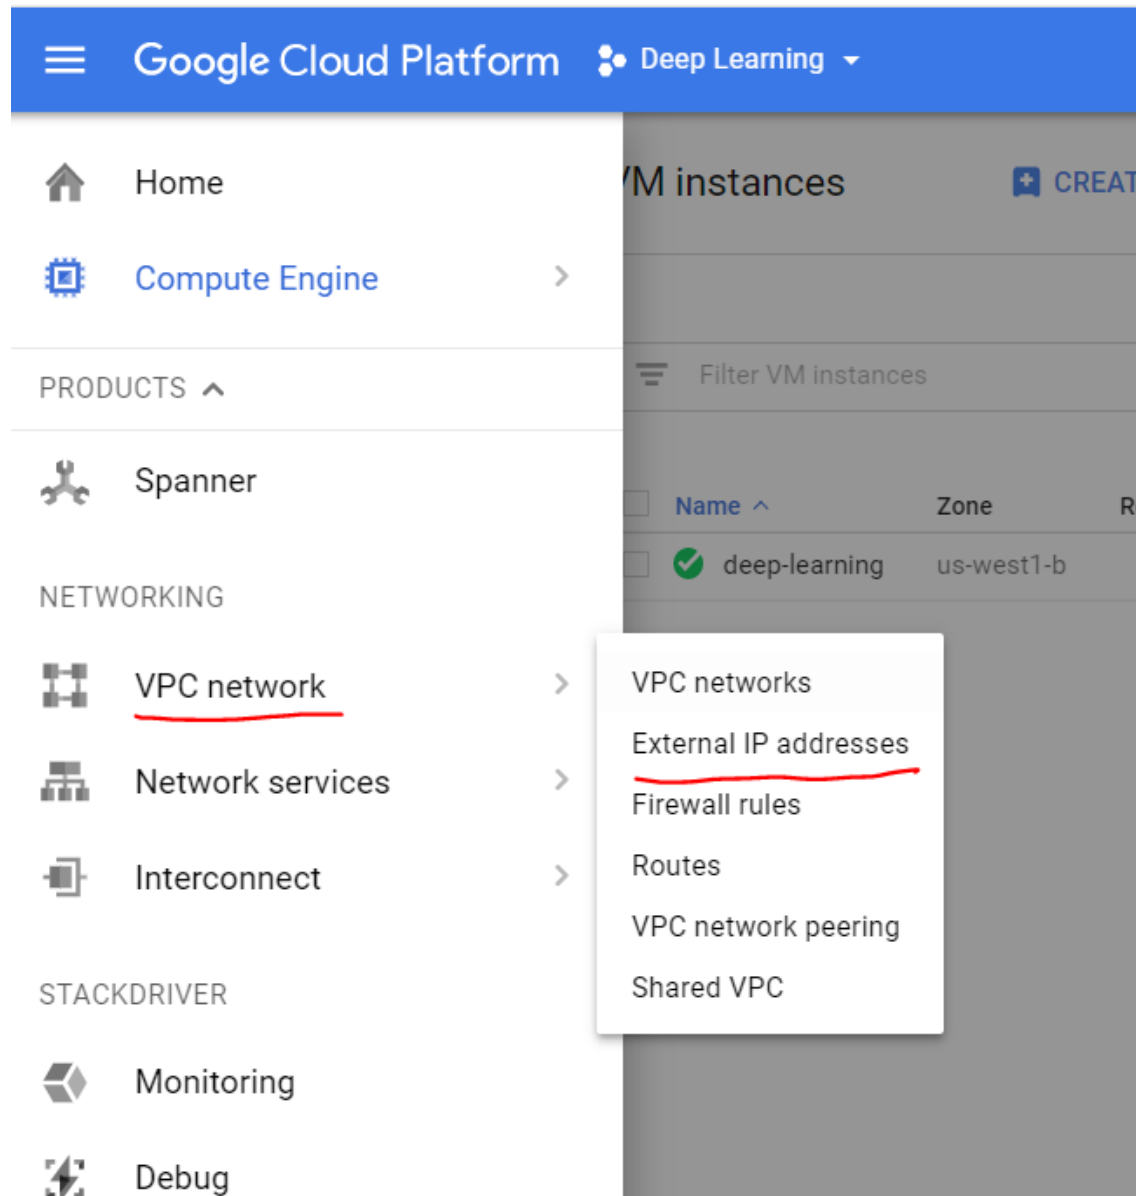 Google Cloud Platform
Deep Learning
Home
Compute Engine
PRODUCTS
Spanner
NETWORKING
VPC network
Network services
Interconnect
STACKDRIVER
Monitoring
Debug
VM instances
CREAT
Filter VM instances
Name Zone R
deep-learning us-west1-b
VPC networks
External IP addresses
Firewall rules
Routes
VPC network peering
Shared VPC